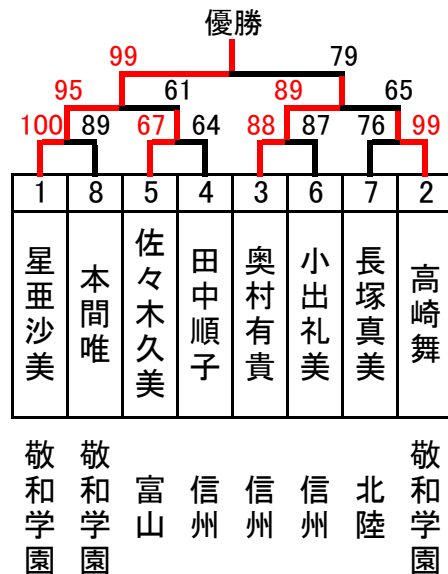 優勝
99 79
95 61 89 65
100 89 67 64 88 87 76 99
1 8 5 4 3 6 7 2
星亜沙美
本間唯
佐々木久美
田中順子
奥村有貴
小出礼美
長塚真美
高崎舞
敬和学園
敬和学園
富山
信州
信州
信州
北陸
敬和学園